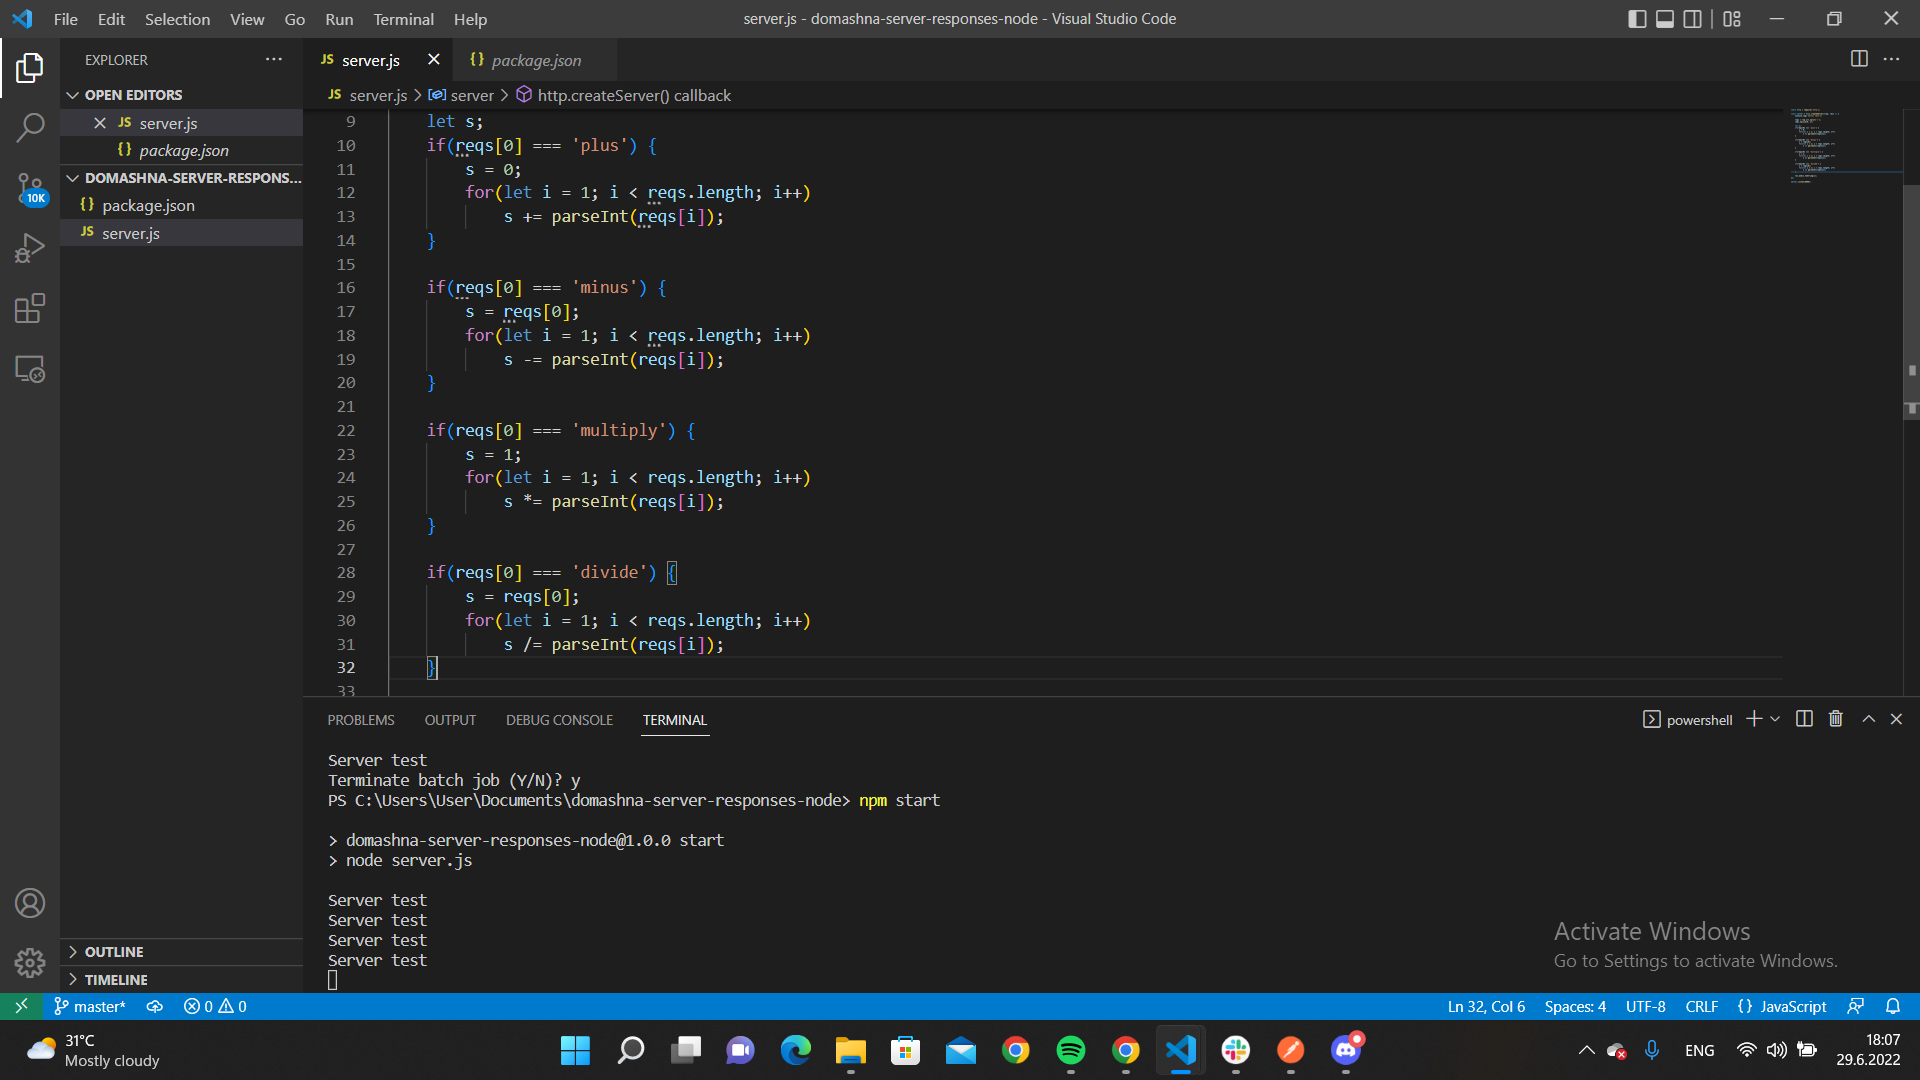 File Edit Selection View Go Run Terminal Help
server.js - domashna-server-responses-node - Visual Studio Code
EXPLORER
OPEN EDITORS
JS server.js
{} package.json
DOMASHNA-SERVER-RESPONS...
{} package.json
JS server.js
10K
OUTLINE
TIMELINE
JS server.js
{} package.json
JS server.js > server > http.createServer() callback
9 let s;
10 if(reqs[0] === 'plus') {
11 s = 0;
12 for(let i = 1; i < reqs.length; i++)
13 s += parseInt(reqs[i]);
14 }
15
16 if(reqs[0] === 'minus') {
17 s = reqs[0];
18 for(let i = 1; i < reqs.length; i++)
19 s -= parseInt(reqs[i]);
20 }
21
22 if(reqs[0] === 'multiply') {
23 s = 1;
24 for(let i = 1; i < reqs.length; i++)
25 s *= parseInt(reqs[i]);
26 }
27
28 if(reqs[0] === 'divide') {
29 s = reqs[0];
30 for(let i = 1; i < reqs.length; i++)
31 s /= parseInt(reqs[i]);
32 }
33
PROBLEMS OUTPUT DEBUG CONSOLE TERMINAL
powershell
Server test
Terminate batch job (Y/N)? y
PS C:\Users\User\Documents\domashna-server-responses-node> npm start
> domashna-server-responses-node@1.0.0 start
> node server.js
Server test
Server test
Server test
Server test
Activate Windows
Go to Settings to activate Windows.
master* 0 0
Ln 32, Col 6 Spaces: 4 UTF-8 CRLF {} JavaScript
31°C
Mostly cloudy
ENG
18:07
29.6.2022